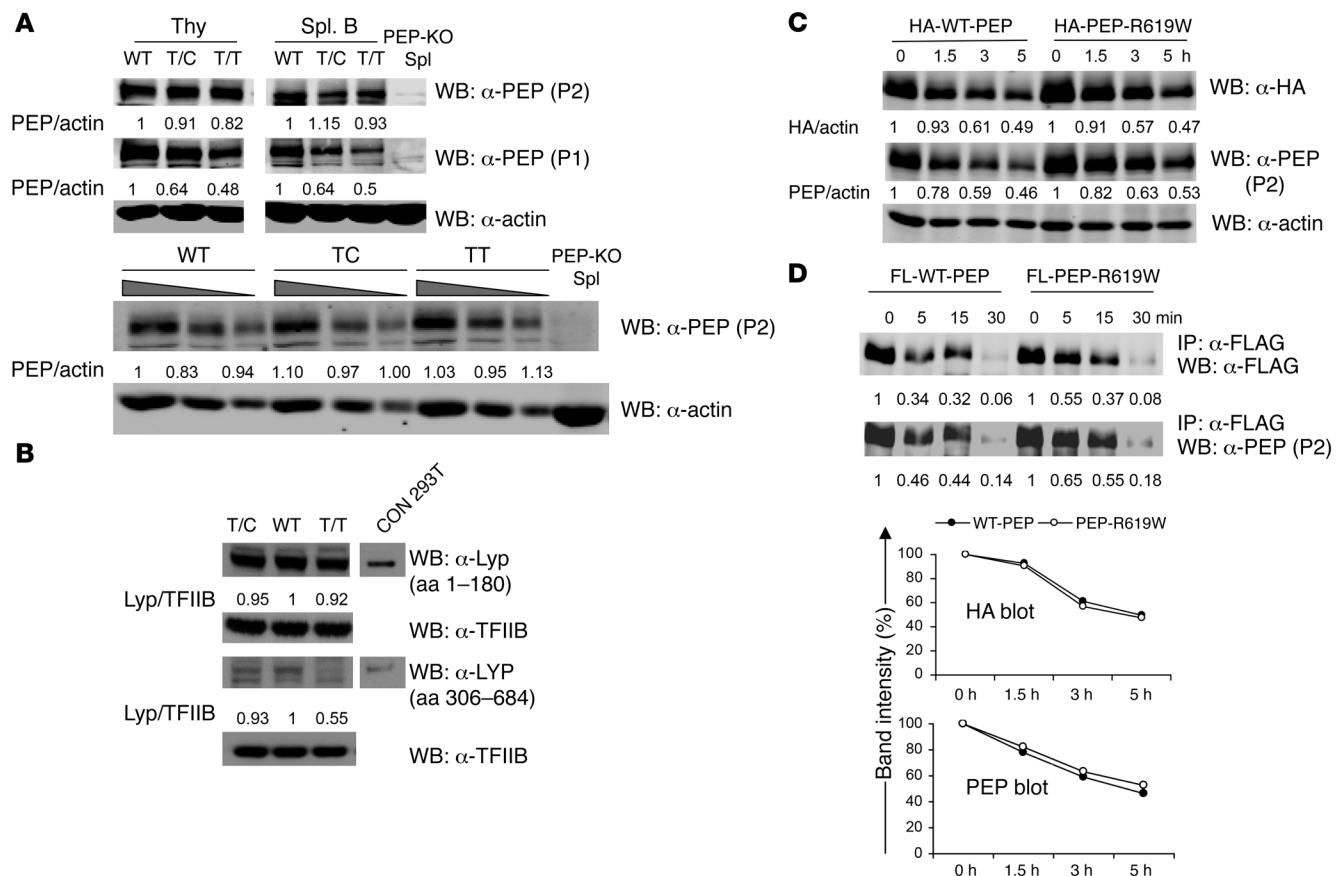 A
Thy Spl. B PEP-KO
WT T/C T/T WT T/C T/T Spl
WB: α-PEP (P2)
PEP/actin 1 0.91 0.82 1 1.15 0.93
WB: α-PEP (P1)
PEP/actin 1 0.64 0.48 1 0.64 0.5
WB: α-actin
WT TC TT PEP-KO
Spl
WB: α-PEP (P2)
PEP/actin 1 0.83 0.94 1.10 0.97 1.00 1.03 0.95 1.13
WB: α-actin
B
T/C WT T/T CON 293T
WB: α-Lyp
(aa 1–180)
Lyp/TFIIB 0.95 1 0.92
WB: α-TFIIB
WB: α-LYP
(aa 306–684)
Lyp/TFIIB 0.93 1 0.55
WB: α-TFIIB
C
HA-WT-PEP HA-PEP-R619W
0 1.5 3 5 0 1.5 3 5 h
WB: α-HA
HA/actin 1 0.93 0.61 0.49 1 0.91 0.57 0.47
WB: α-PEP
(P2)
PEP/actin 1 0.78 0.59 0.46 1 0.82 0.63 0.53
WB: α-actin
D
FL-WT-PEP FL-PEP-R619W
0 5 15 30 0 5 15 30 min
IP: α-FLAG
WB: α-FLAG
1 0.34 0.32 0.06 1 0.55 0.37 0.08
IP: α-FLAG
WB: α-PEP (P2)
1 0.46 0.44 0.14 1 0.65 0.55 0.18
WT-PEP PEP-R619W
Band intensity (%)
100
80
60
40
20
0
HA blot
0 h 1.5 h 3 h 5 h
100
80
60
40
20
0
PEP blot
0 h 1.5 h 3 h 5 h